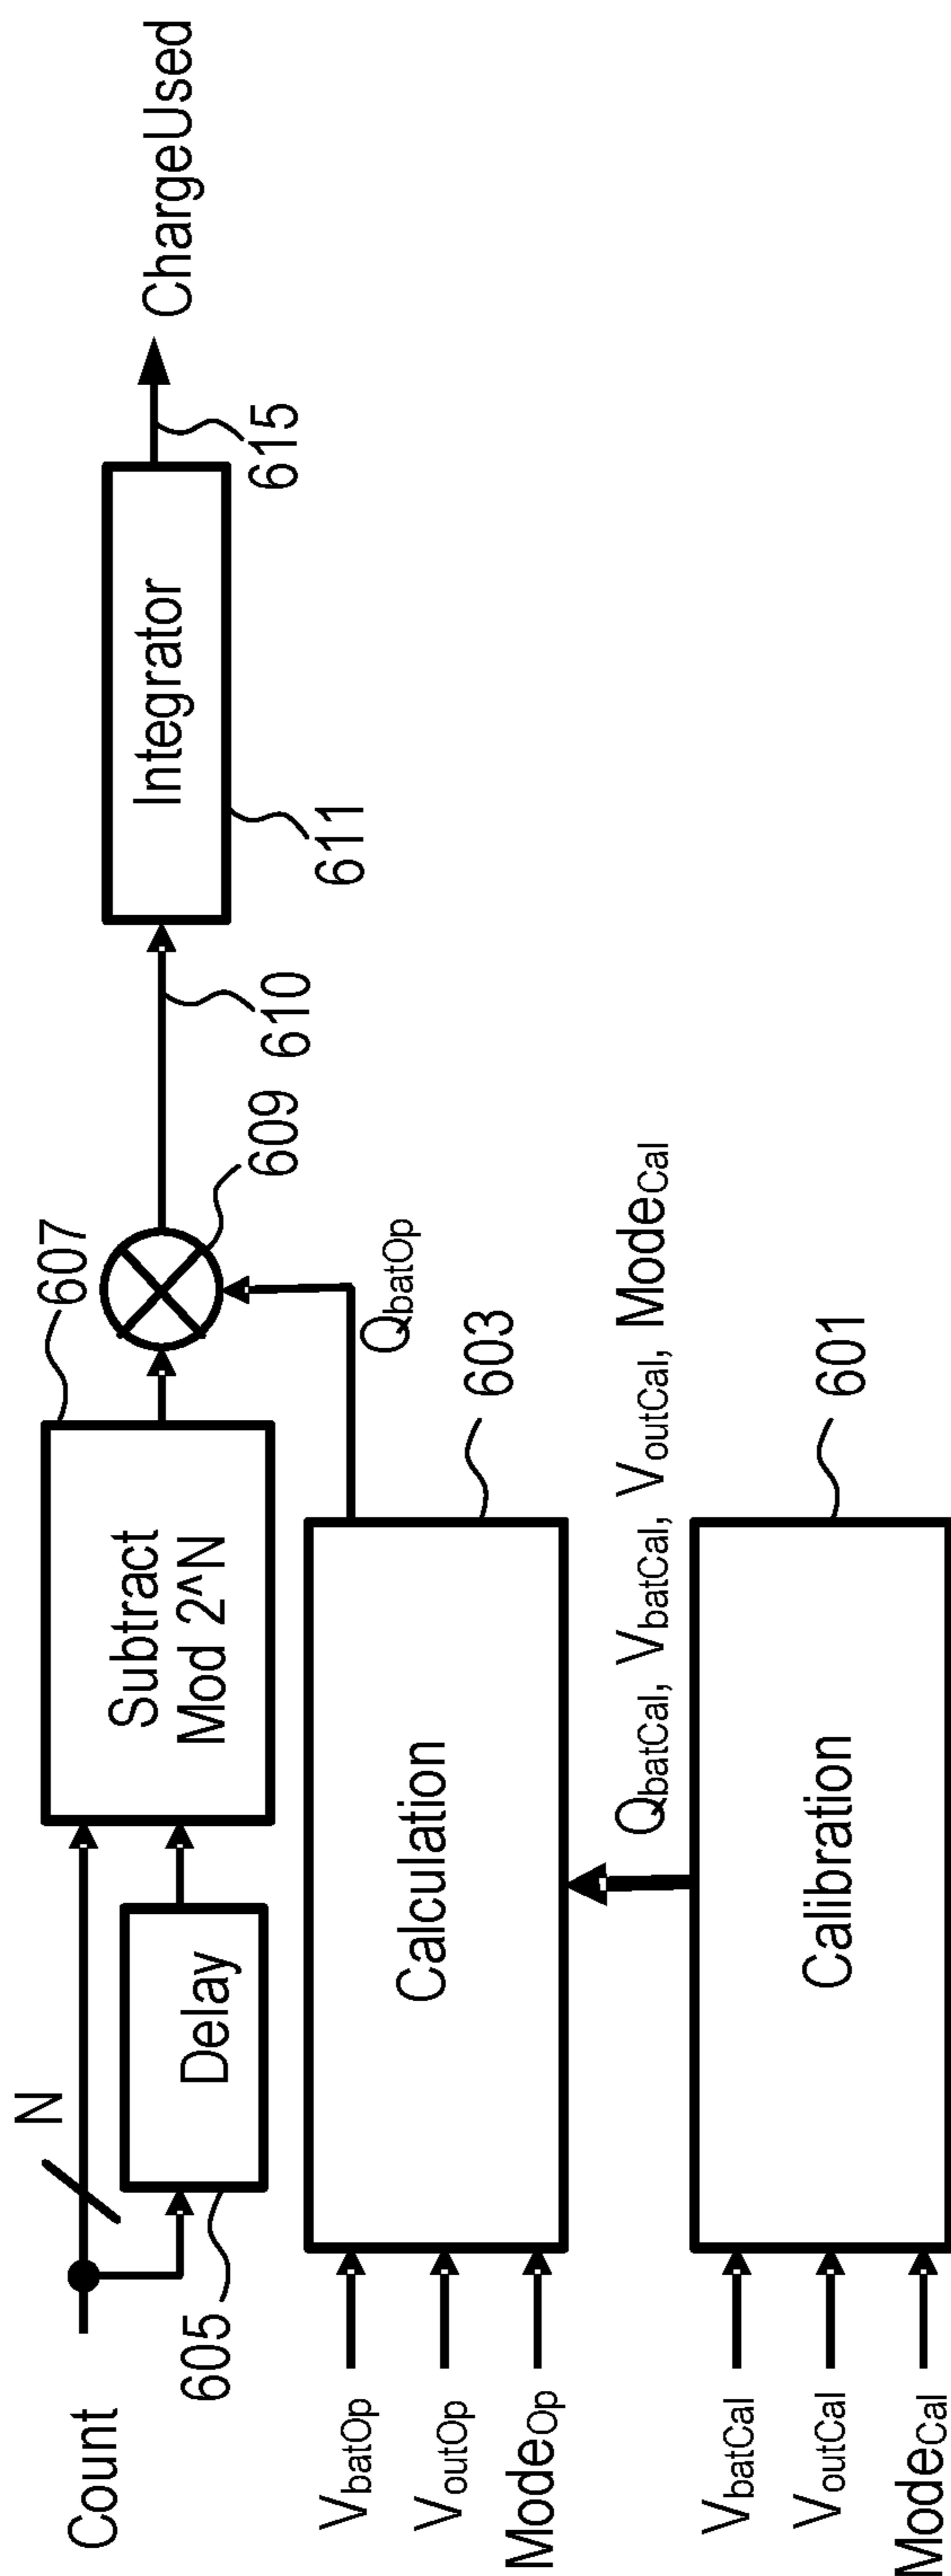 Count
N
605
Delay
Subtract
Mod 2^N
607
609
610
Integrator
611
615
ChargeUsed
VbatOp
VoutOp
ModeOp
Calculation
603
QbatOp
QbatCal, VbatCal, VoutCal, ModeCal
VbatCal
VoutCal
ModeCal
Calibration
601